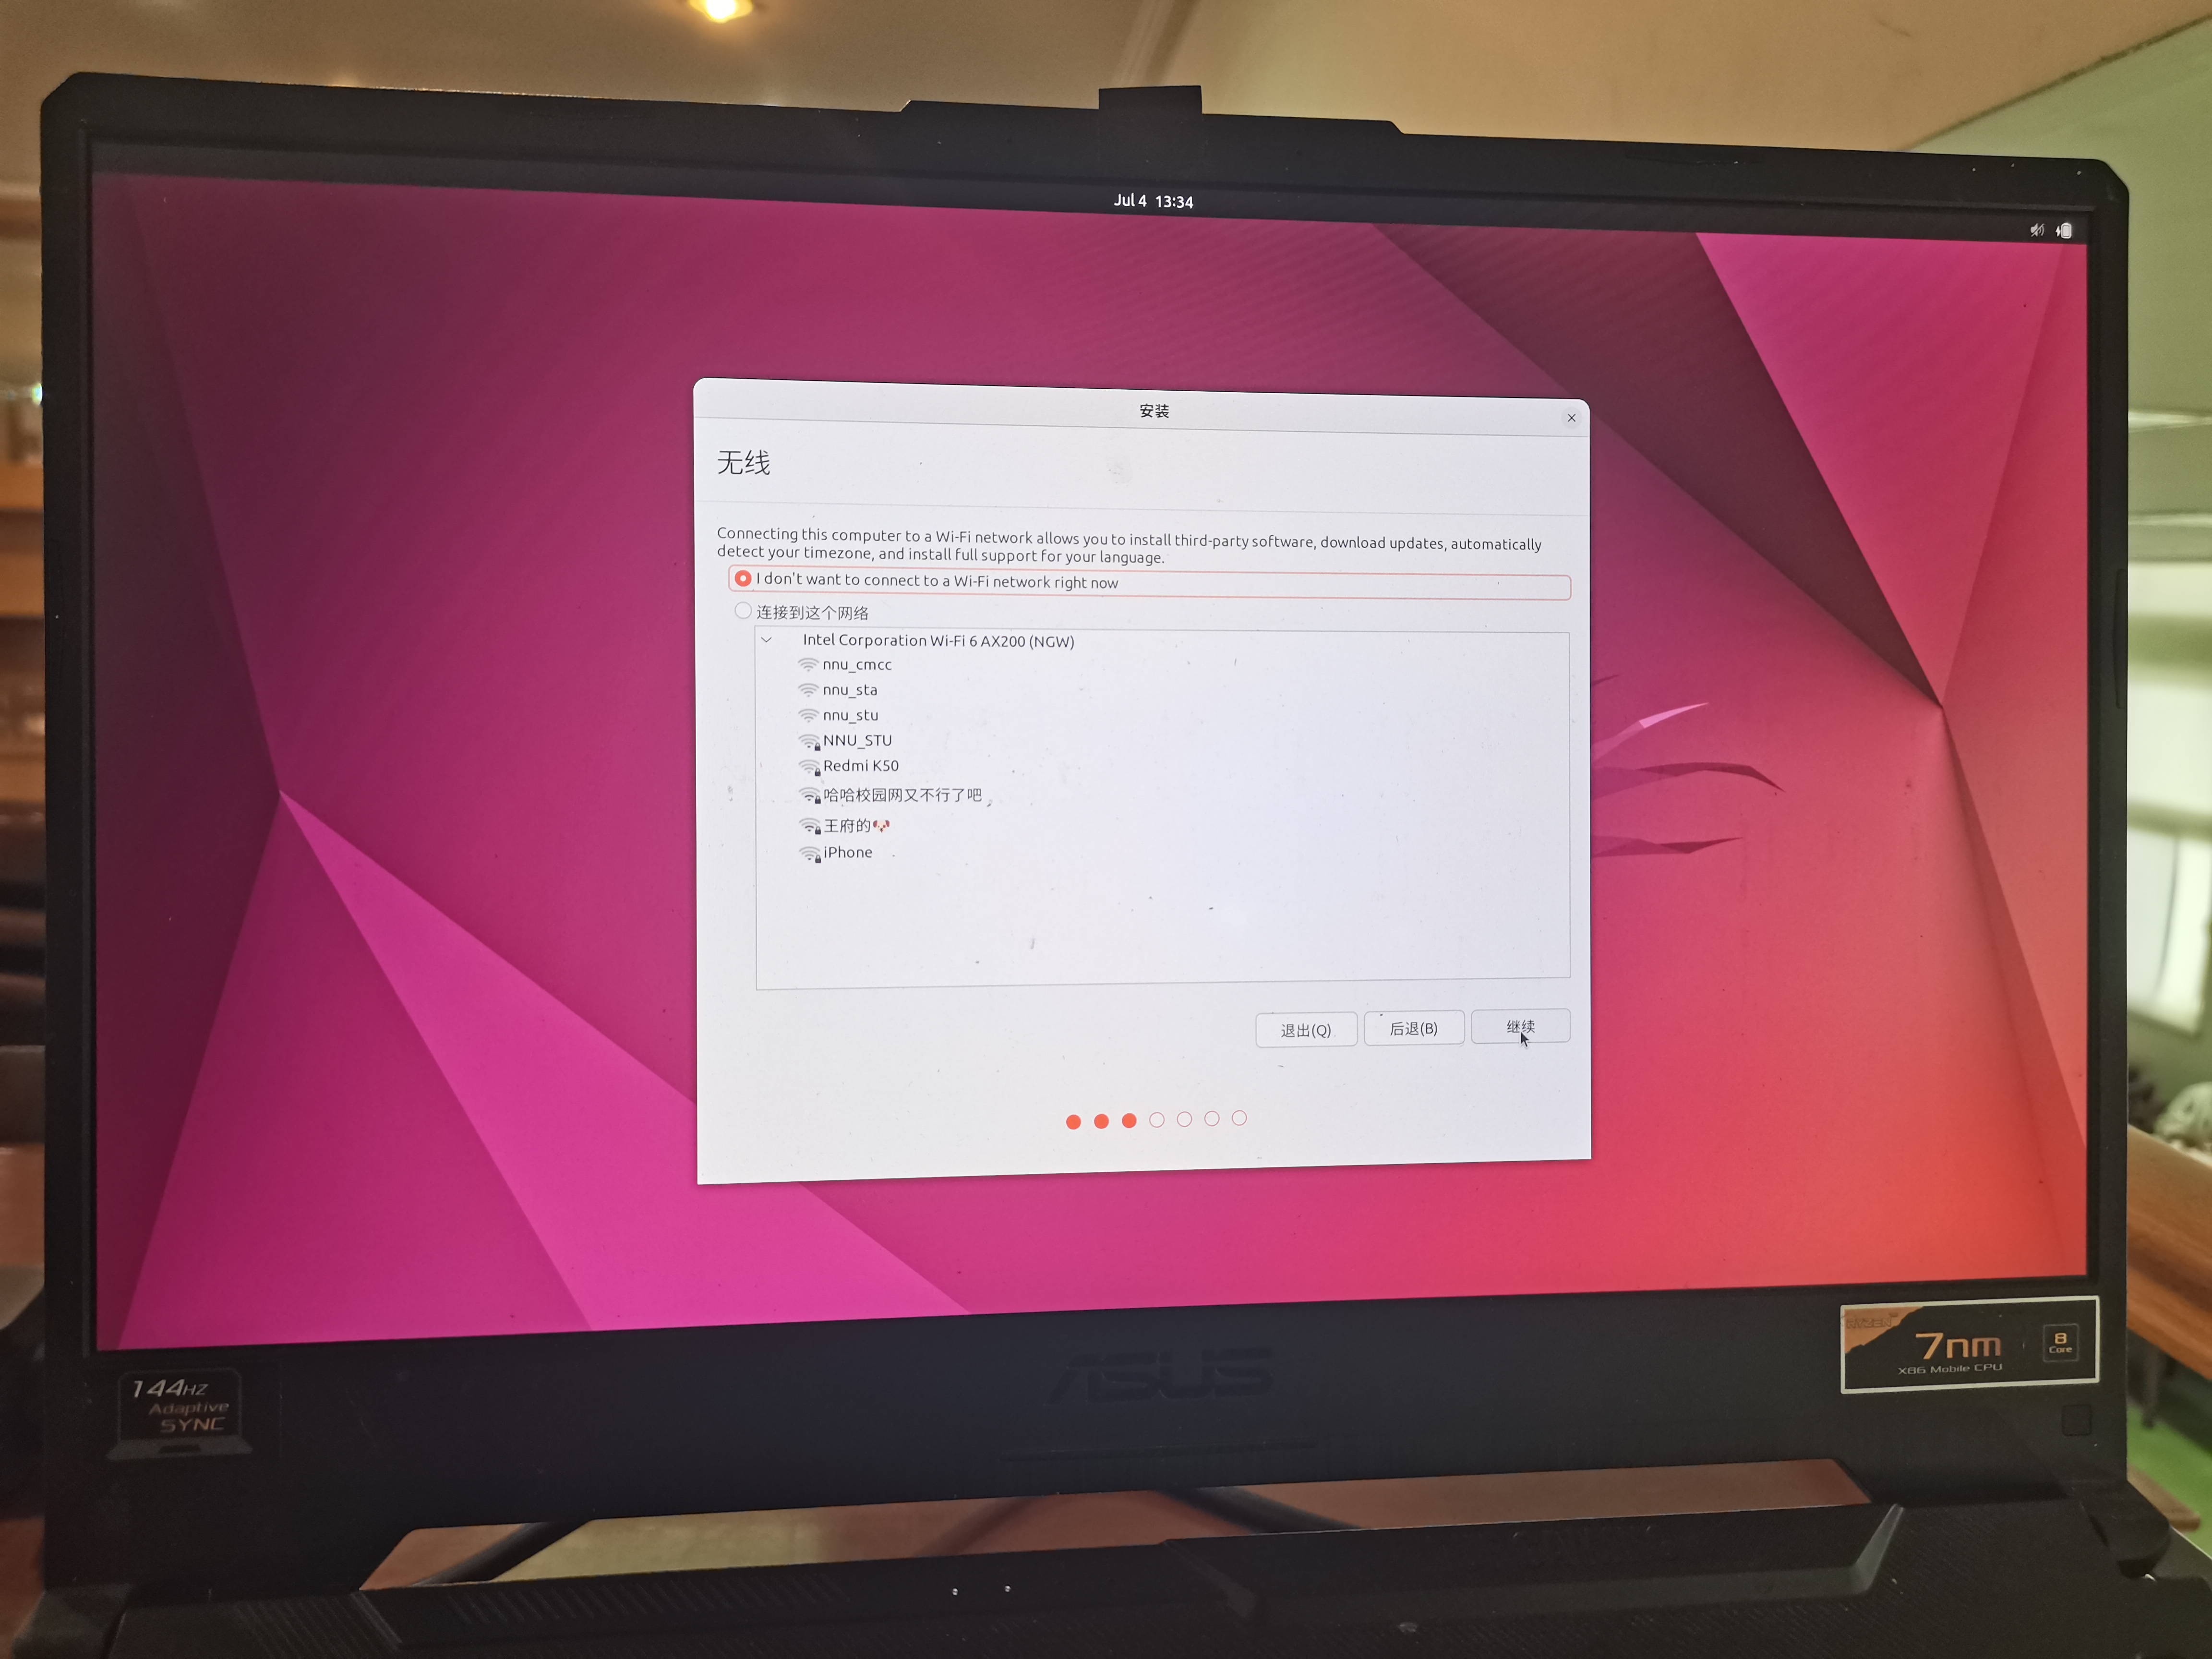 Jul 4 13:34
安装
无线
Connecting this computer to a Wi-Fi network allows you to install third-party software, download updates, automatically
detect your timezone, and install full support for your language.
I don't want to connect to a Wi-Fi network right now
连接到这个网络
Intel Corporation Wi-Fi 6 AX200 (NGW)
nnu_cmcc
nnu_sta
nnu_stu
NNU_STU
Redmi K50
哈哈校园网又不行了吧
王府的🐶
iPhone
退出(Q) 后退(B) 继续
144HZ
Adaptive
SYNC
ASUS
RYZEN
7nm
X86 Mobile CPU
8
Core